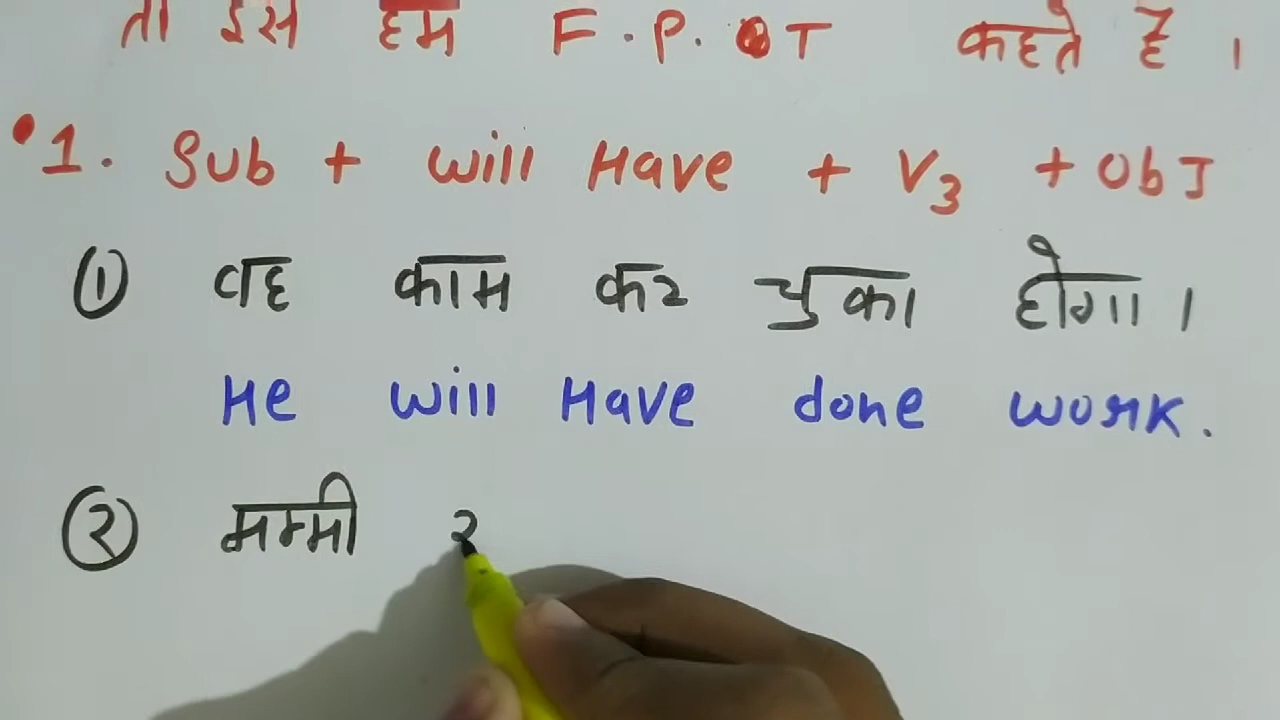 तो इसे हम F.P.T कहते है ।
•1. Sub + will Have + V3 + ObJ
① वह काम कर चुका होगा ।
He will Have done work.
② मम्मी